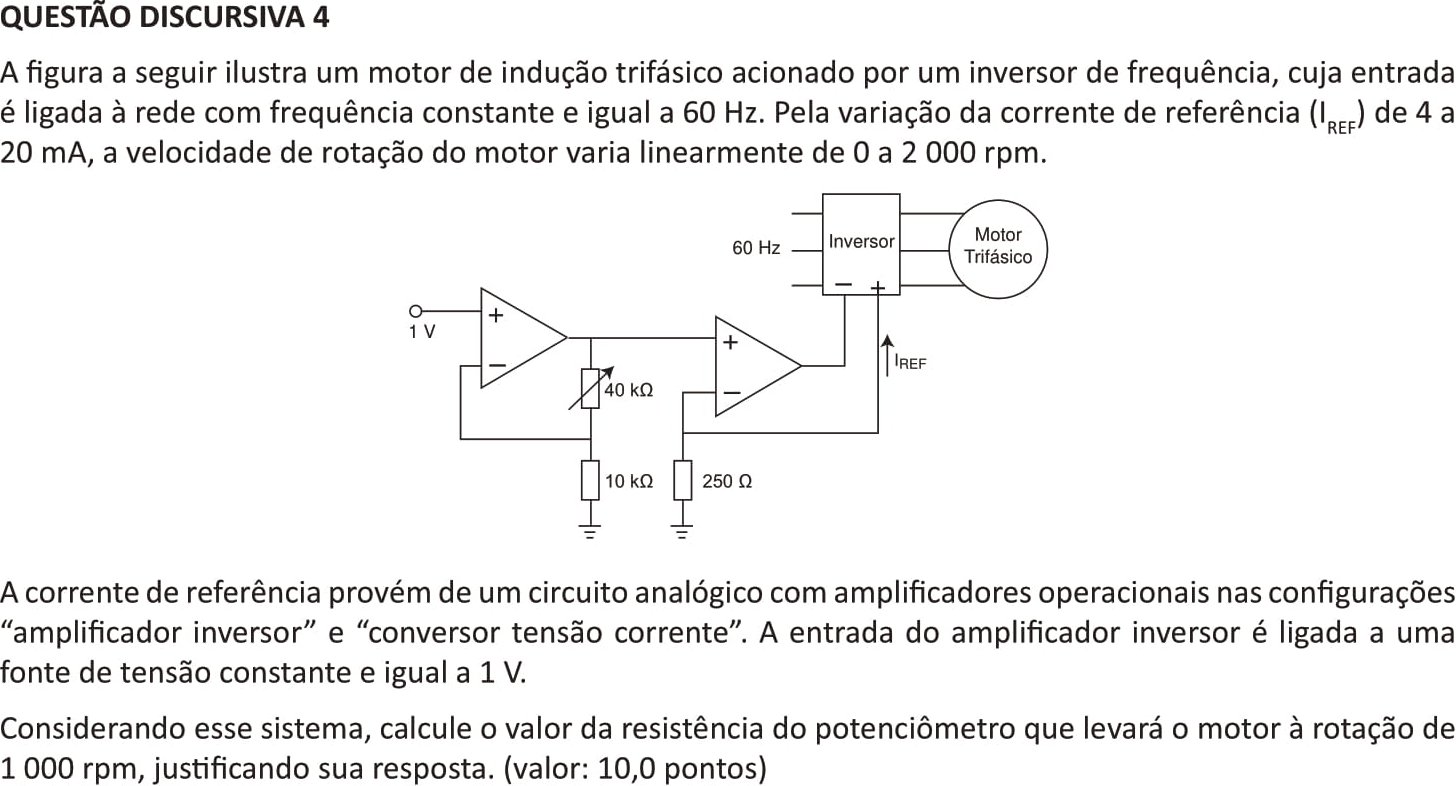 QUESTÃO DISCURSIVA 4
A figura a seguir ilustra um motor de indução trifásico acionado por um inversor de frequência, cuja entrada
é ligada à rede com frequência constante e igual a 60 Hz. Pela variação da corrente de referência (I_REF) de 4 a
20 mA, a velocidade de rotação do motor varia linearmente de 0 a 2 000 rpm.
Inversor
Motor
Trifásico
60 Hz
− +
+
1 V
−
+
−
IREF
40 kΩ
10 kΩ
250 Ω
A corrente de referência provém de um circuito analógico com amplificadores operacionais nas configurações
“amplificador inversor” e “conversor tensão corrente”. A entrada do amplificador inversor é ligada a uma
fonte de tensão constante e igual a 1 V.
Considerando esse sistema, calcule o valor da resistência do potenciômetro que levará o motor à rotação de
1 000 rpm, justificando sua resposta. (valor: 10,0 pontos)